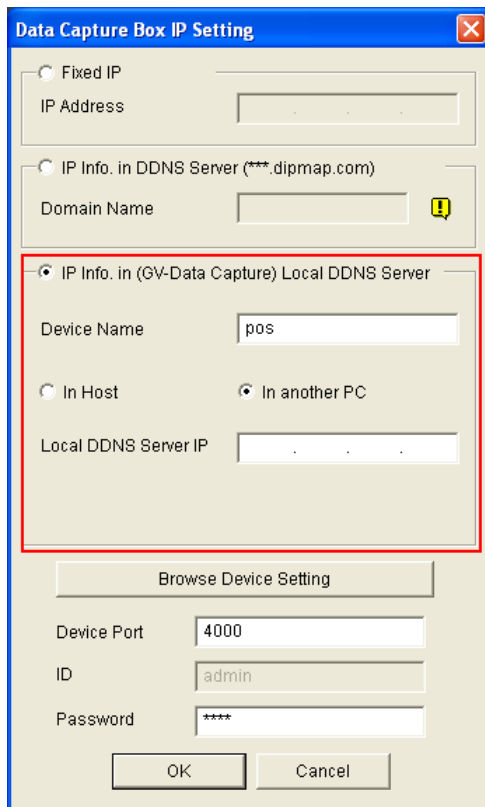 Data Capture Box IP Setting
Fixed IP
IP Address . . .
IP Info. in DDNS Server (***.dipmap.com)
Domain Name
IP Info. in (GV-Data Capture) Local DDNS Server
Device Name pos
In Host In another PC
Local DDNS Server IP . . .
Browse Device Setting
Device Port 4000
ID admin
Password ****
OK Cancel